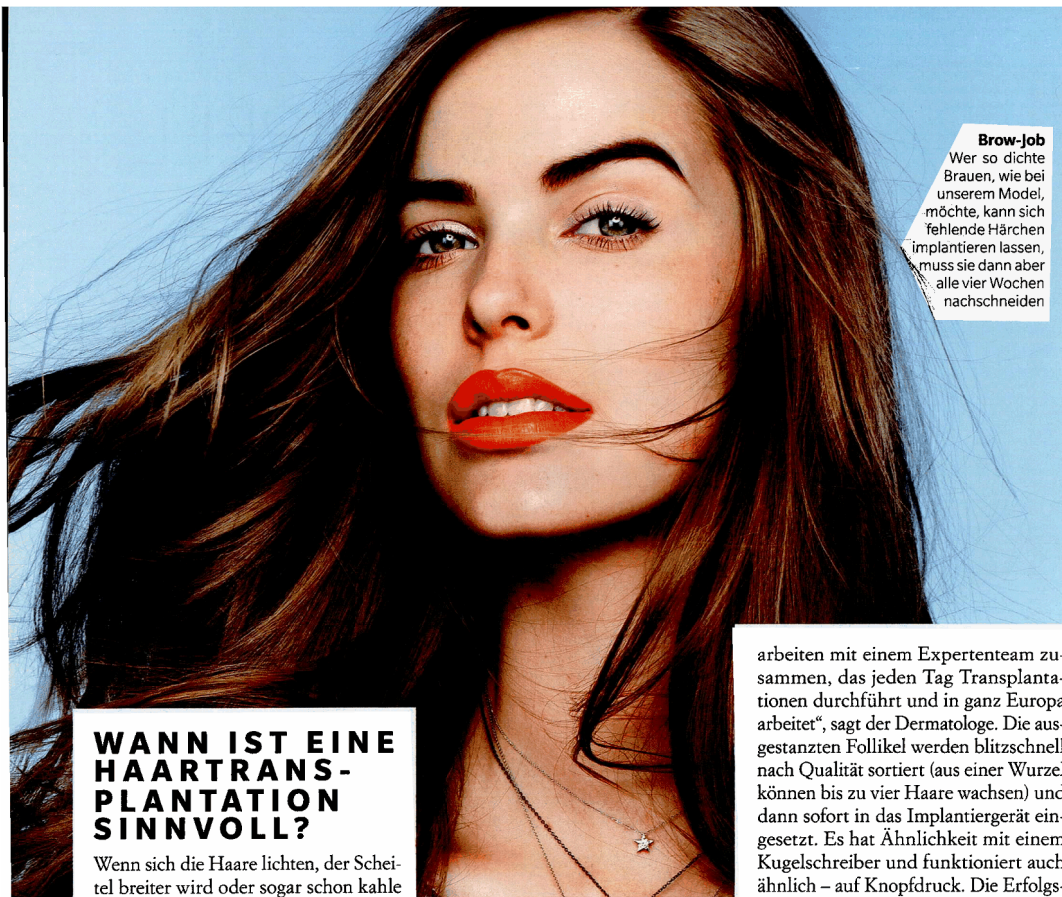 Brow-Job
Wer so dichte
Brauen, wie bei
unserem Model,
möchte, kann sich
fehlende Härchen
implantieren lassen,
muss sie dann aber
alle vier Wochen
nachschneiden
WANN IST EINE
HAARTRANS-
PLANTATION
SINNVOLL?
Wenn sich die Haare lichten, der Schei-
tel breiter wird oder sogar schon kahle
arbeiten mit einem Expertenteam zu-
sammen, das jeden Tag Transplanta-
tionen durchführt und in ganz Europa
arbeitet“, sagt der Dermatologe. Die aus-
gestanzten Follikel werden blitzschnell
nach Qualität sortiert (aus einer Wurzel
können bis zu vier Haare wachsen) und
dann sofort in das Implantiergerät ein-
gesetzt. Es hat Ähnlichkeit mit einem
Kugelschreiber und funktioniert auch
ähnlich – auf Knopfdruck. Die Erfolgs-